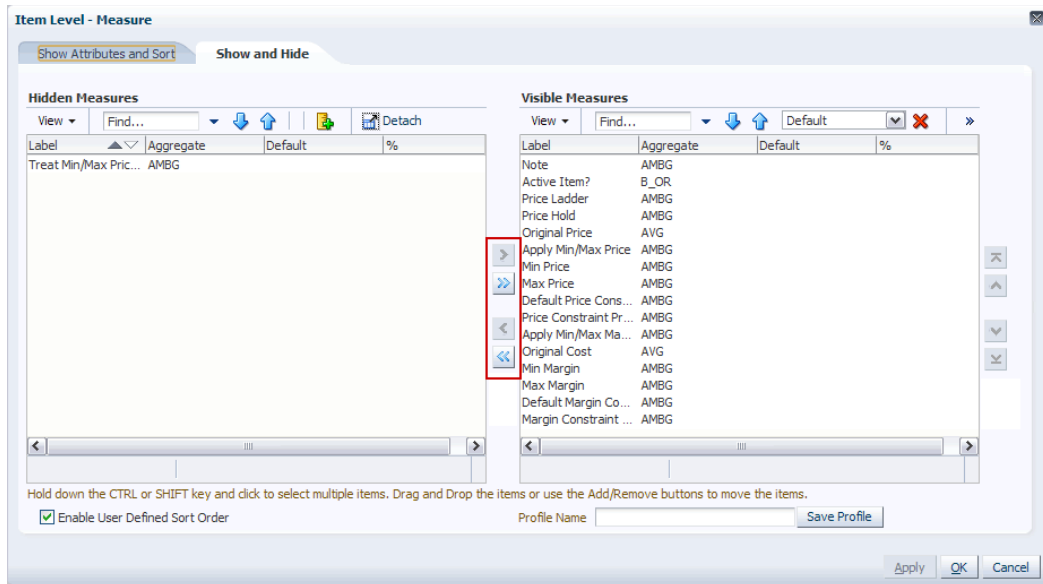 Item Level - Measure
Show Attributes and Sort
Show and Hide
Hidden Measures
View
Find...
Detach
Label Aggregate Default %
Treat Min/Max Pric... AMBG
Visible Measures
View
Find...
Default
»
Label Aggregate Default %
Note AMBG
Active Item? B_OR
Price Ladder AMBG
Price Hold AMBG
Original Price AVG
Apply Min/Max Price AMBG
Min Price AMBG
Max Price AMBG
Default Price Cons... AMBG
Price Constraint Pr... AMBG
Apply Min/Max Ma... AMBG
Original Cost AVG
Min Margin AMBG
Max Margin AMBG
Default Margin Co... AMBG
Margin Constraint ... AMBG
Hold down the CTRL or SHIFT key and click to select multiple items. Drag and Drop the items or use the Add/Remove buttons to move the items.
Enable User Defined Sort Order
Profile Name
Save Profile
Apply
OK
Cancel